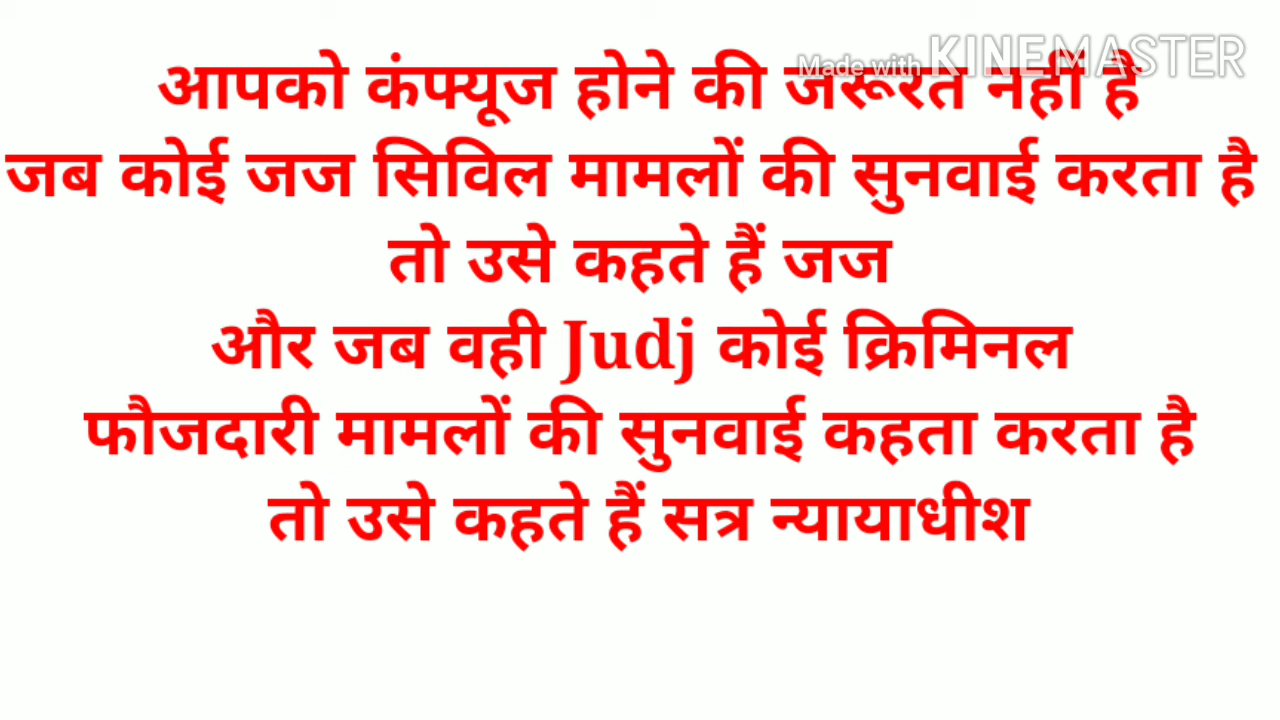 Made with KINEMASTER
आपको कंफ्यूज होने की जरूरत नहीं है
जब कोई जज सिविल मामलों की सुनवाई करता है
तो उसे कहते हैं जज
और जब वही Judj कोई क्रिमिनल
फौजदारी मामलों की सुनवाई कहता करता है
तो उसे कहते हैं सत्र न्यायाधीश